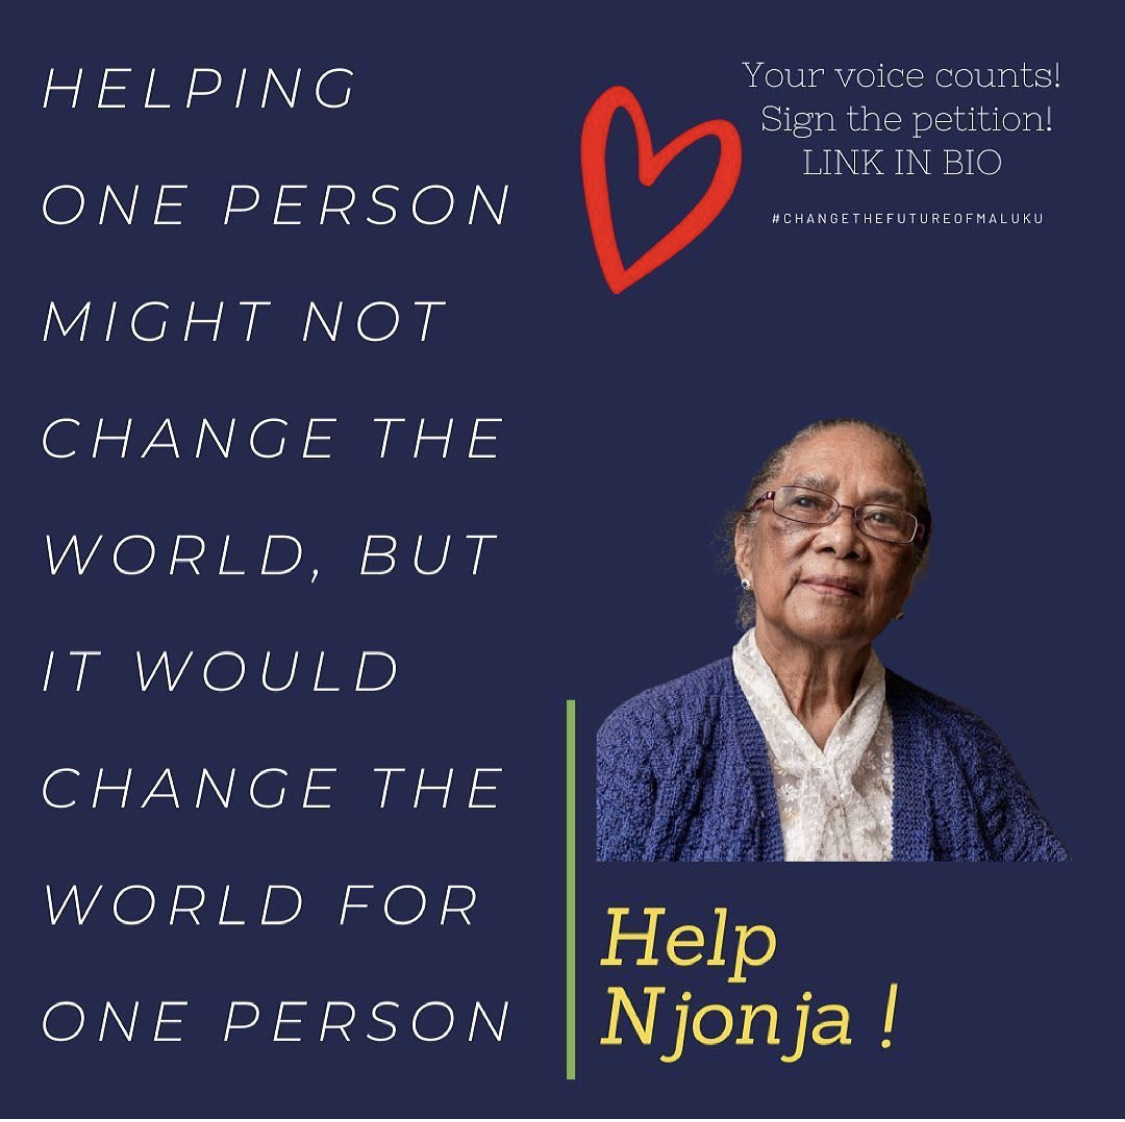 HELPING
ONE PERSON
MIGHT NOT
CHANGE THE
WORLD, BUT
IT WOULD
CHANGE THE
WORLD FOR
ONE PERSON
Your voice counts!
Sign the petition!
LINK IN BIO
#CHANGETHEFUTUREOFMALUKU
Help
Njonja !